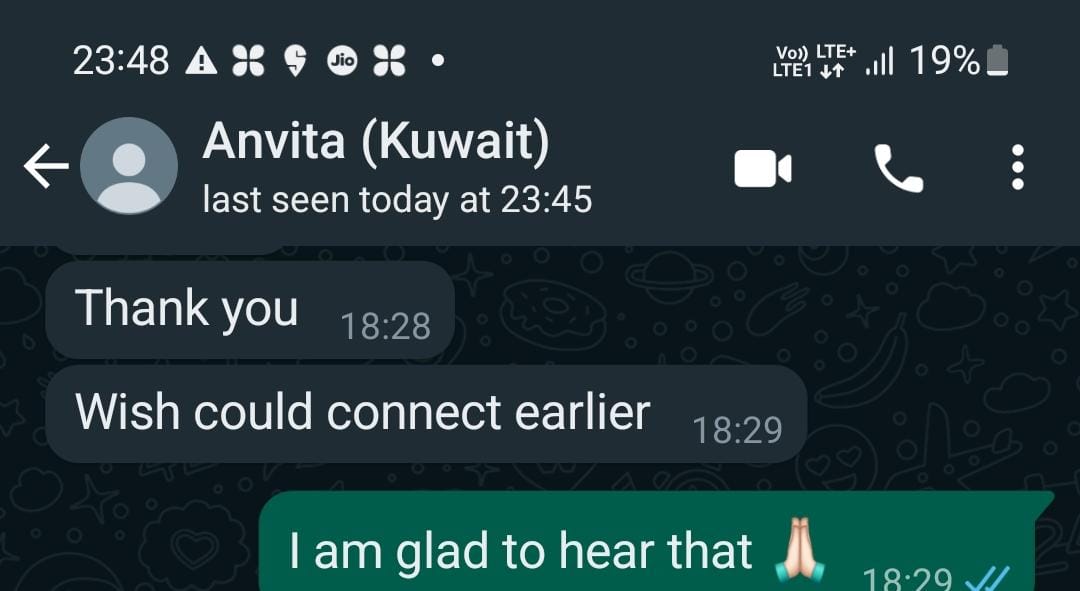 23:48 Jio Vo)) LTE+ LTE1 19%
Anvita (Kuwait)
last seen today at 23:45
Thank you 18:28
Wish could connect earlier 18:29
I am glad to hear that 🙏🏻 18:29